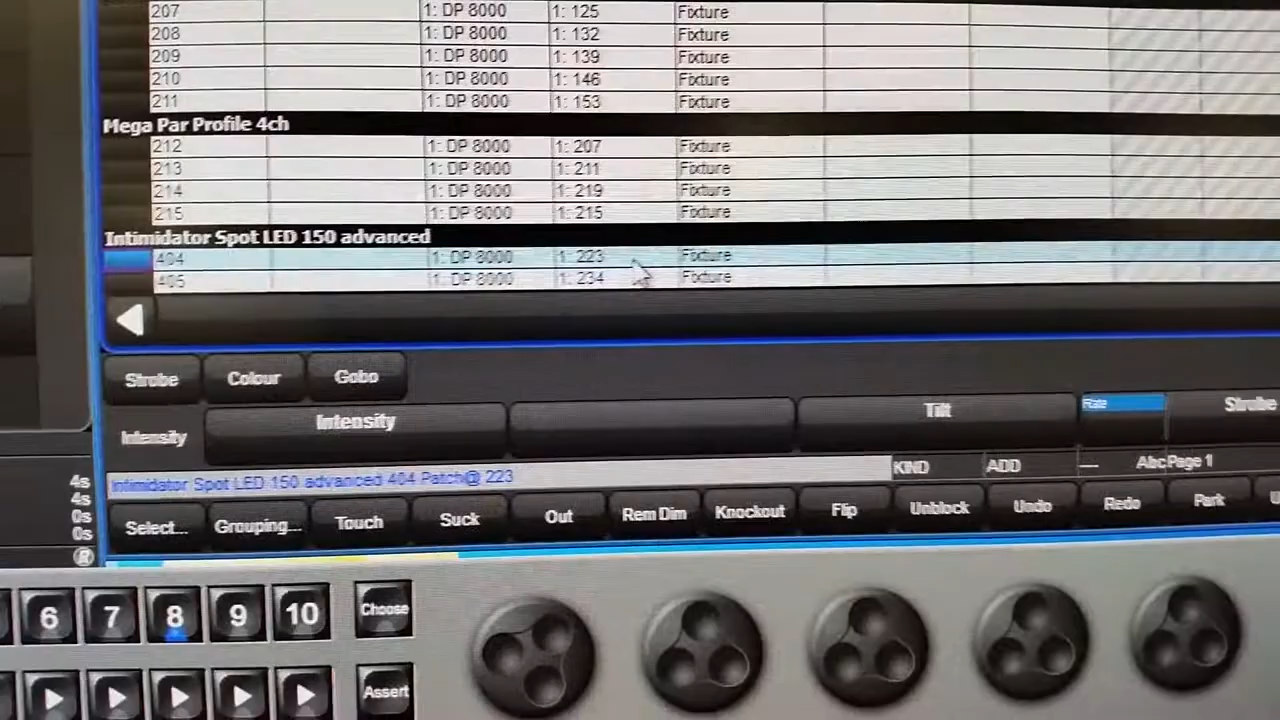 207 1: DP 8000 1: 125 Fixture
208 1: DP 8000 1: 132 Fixture
209 1: DP 8000 1: 139 Fixture
210 1: DP 8000 1: 146 Fixture
211 1: DP 8000 1: 153 Fixture
Mega Par Profile 4ch
212 1: DP 8000 1: 207 Fixture
213 1: DP 8000 1: 211 Fixture
214 1: DP 8000 1: 219 Fixture
215 1: DP 8000 1: 215 Fixture
Intimidator Spot LED 150 advanced
404 1: DP 8000 1: 223 Fixture
405 1: DP 8000 1: 234 Fixture
Strobe Colour Gobo
Intensity Intensity Tilt Rate Strobe
4s
4s
0s
0s
Intimidator Spot LED 150 advanced 404 Patch@ 223 KIND ADD --- Abc Page 1
Select... Grouping... Touch Suck Out Rem Dim Knockout Flip Unblock Undo Redo Park
6 7 8 9 10 Choose
Assert